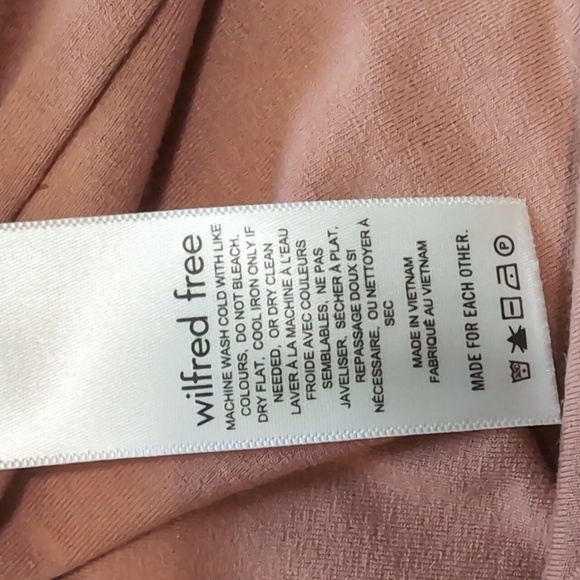 wilfred free
MACHINE WASH COLD WITH LIKE
COLOURS, DO NOT BLEACH.
DRY FLAT, COOL IRON ONLY IF
NEEDED, OR DRY CLEAN
LAVER À LA MACHINE À L'EAU
FROIDE AVEC COULEURS
SEMBLABLES, NE PAS
JAVELISER. SÉCHER À PLAT,
REPASSAGE DOUX SI
NÉCESSAIRE, OU NETTOYER À
SEC
MADE IN VIETNAM
FABRIQUÉ AU VIETNAM
MADE FOR EACH OTHER.
P